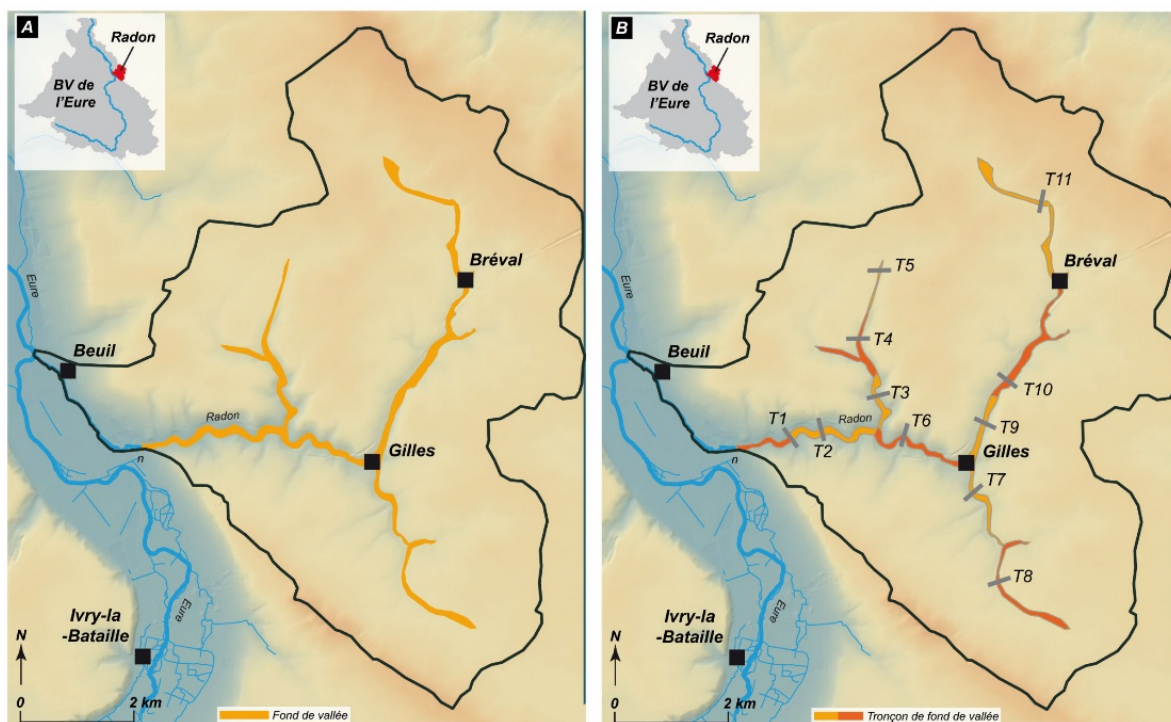 A
Radon
BV de
l'Eure
Eure
Bréval
Beuil
Radon
Gilles
n
Ivry-la
-Bataille
Eure
N
0
2 km
Fond de vallée
B
Radon
BV de
l'Eure
T11
Eure
T5
Bréval
Beuil
T4
T10
T3
T1
Radon
T6
T9
T2
Gilles
n
T7
T8
Ivry-la
-Bataille
Eure
N
0
2 km
Tronçon de fond de vallée